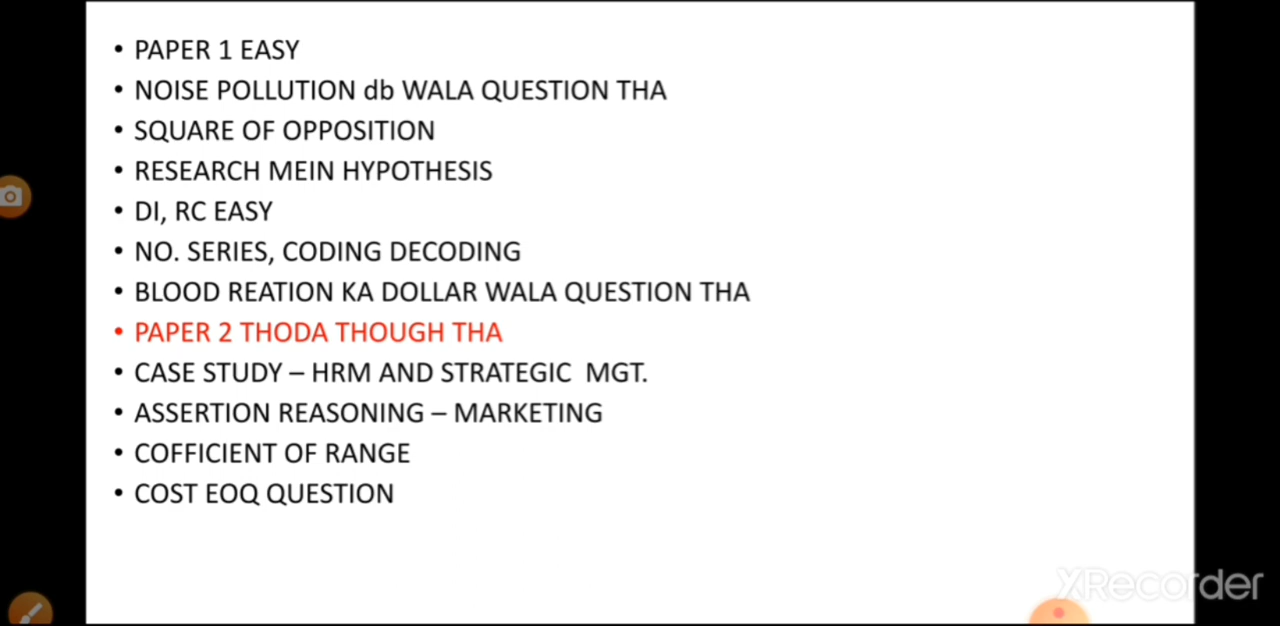 • PAPER 1 EASY
• NOISE POLLUTION db WALA QUESTION THA
• SQUARE OF OPPOSITION
• RESEARCH MEIN HYPOTHESIS
• DI, RC EASY
• NO. SERIES, CODING DECODING
• BLOOD REATION KA DOLLAR WALA QUESTION THA
• PAPER 2 THODA THOUGH THA
• CASE STUDY – HRM AND STRATEGIC MGT.
• ASSERTION REASONING – MARKETING
• COFFICIENT OF RANGE
• COST EOQ QUESTION
XRecorder